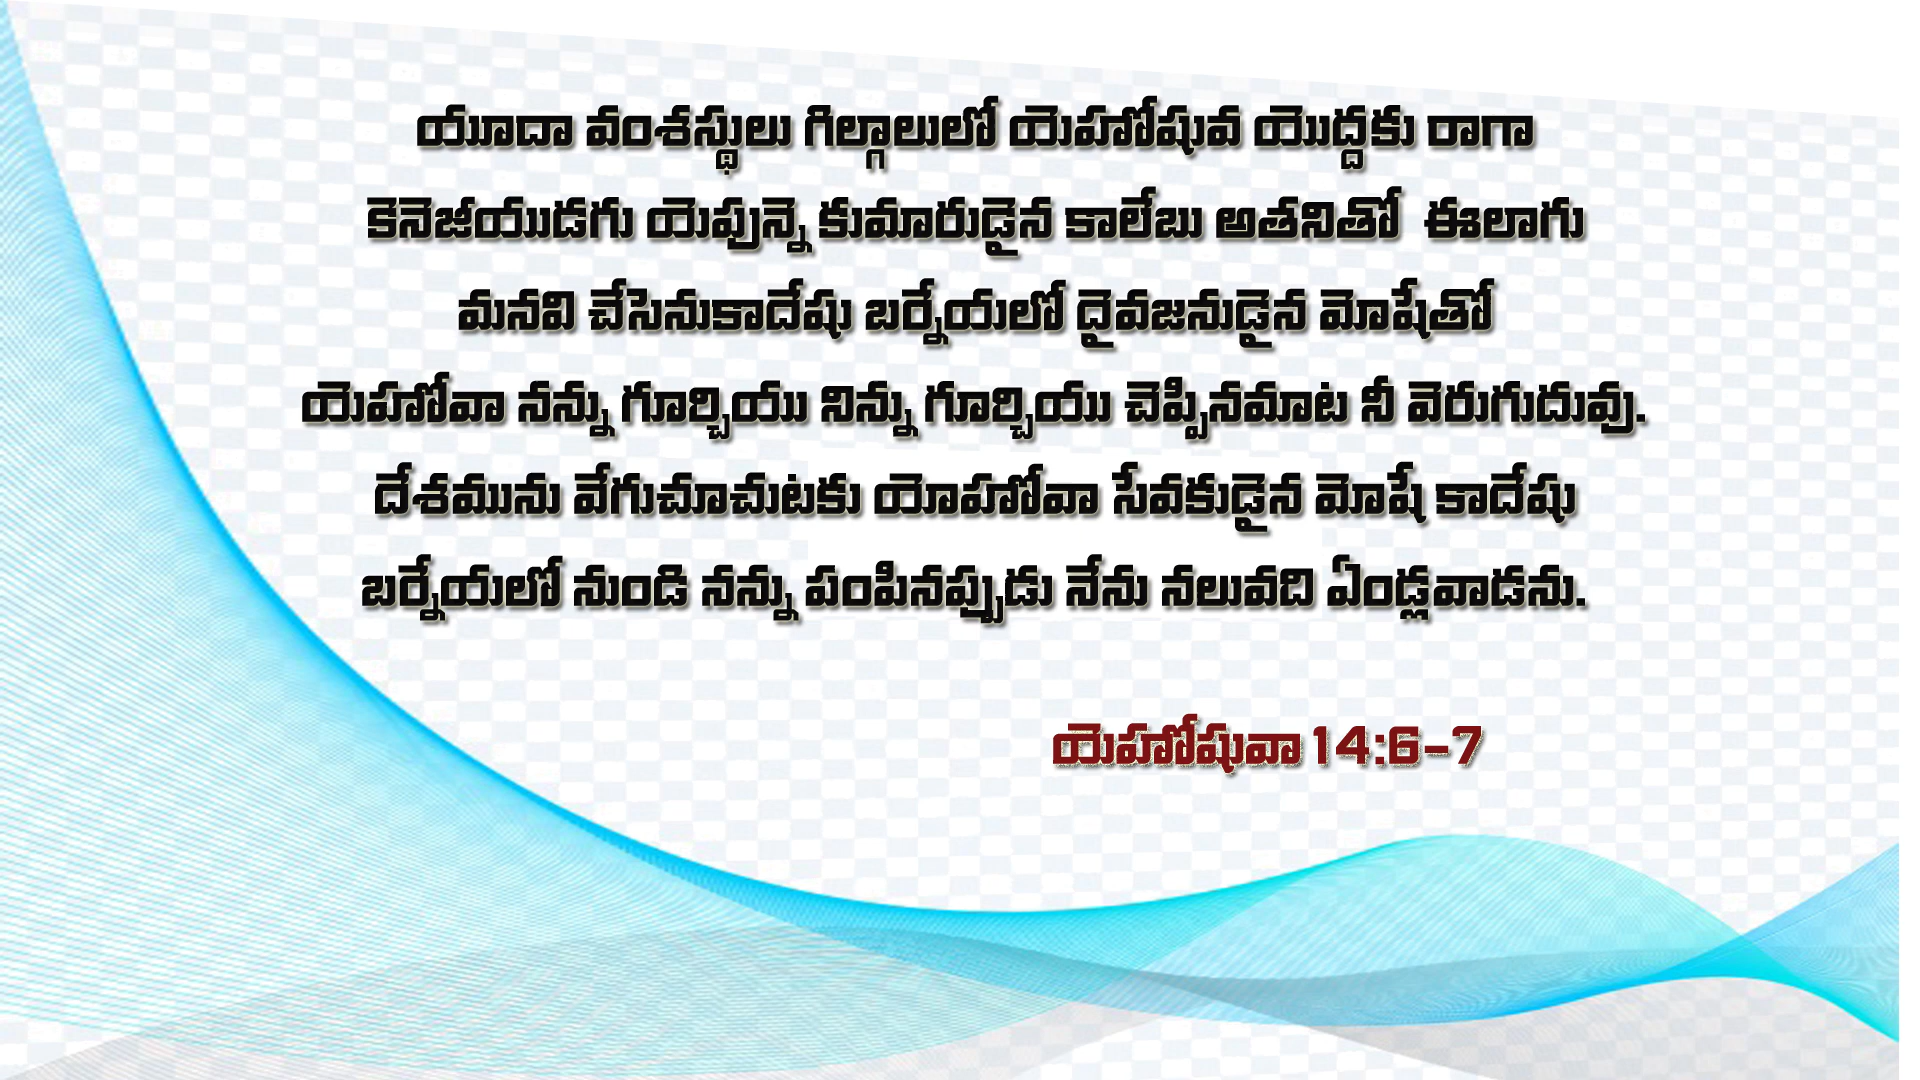 యూదా వంశస్థులు గిల్గాలులో యెహోషువ యొద్దకు రాగా
కెనెజీయుడగు యెఫున్నె కుమారుడైన కాలేబు అతనితో ఈలాగు
మనవి చేసెనుకాదేషు బర్నేయలో దైవజనుడైన మోషేతో
యెహోవా నన్ను గూర్చియు నిన్ను గూర్చియు చెప్పినమాట నీ వెరుగుదువు.
దేశమును వేగుచూచుటకు యోహోవా సేవకుడైన మోషే కాదేషు
బర్నేయలో నుండి నన్ను పంపినప్పుడు నేను నలువది ఏండ్లవాడను.
యెహోషువా 14:6-7